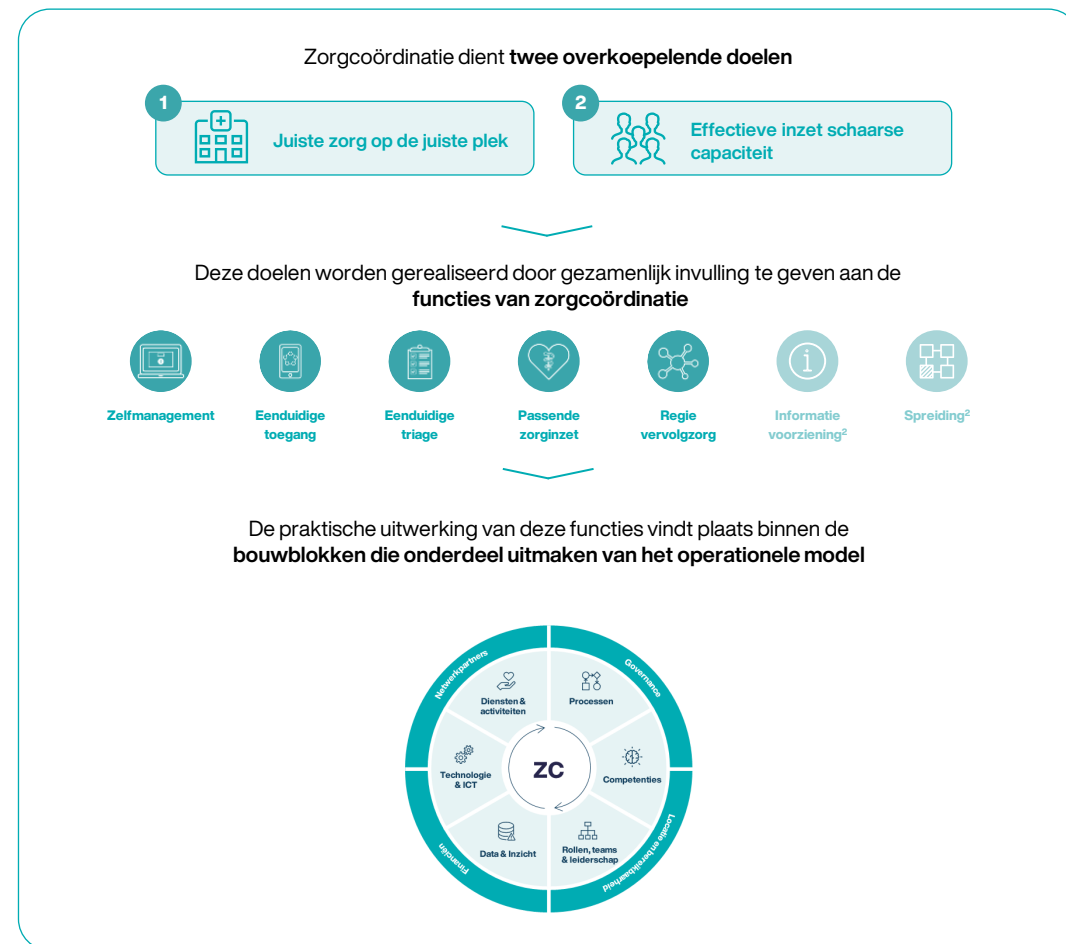 Zorgcoördinatie dient twee overkoepelende doelen
1
Juiste zorg op de juiste plek
2
Effectieve inzet schaarse
capaciteit
Deze doelen worden gerealiseerd door gezamenlijk invulling te geven aan de
functies van zorgcoördinatie
Zelfmanagement
Eenduidige
toegang
Eenduidige
triage
Passende
zorginzet
Regie
vervolgzorg
Informatie
voorziening²
Spreiding²
De praktische uitwerking van deze functies vindt plaats binnen de
bouwblokken die onderdeel uitmaken van het operationele model
Netwerkpartners
Governance
Diensten &
activiteiten
Processen
Technologie
& ICT
ZC
Competenties
Data & Inzicht
Rollen, teams
& leiderschap
Financiën
Locatie en bereikbaarheid